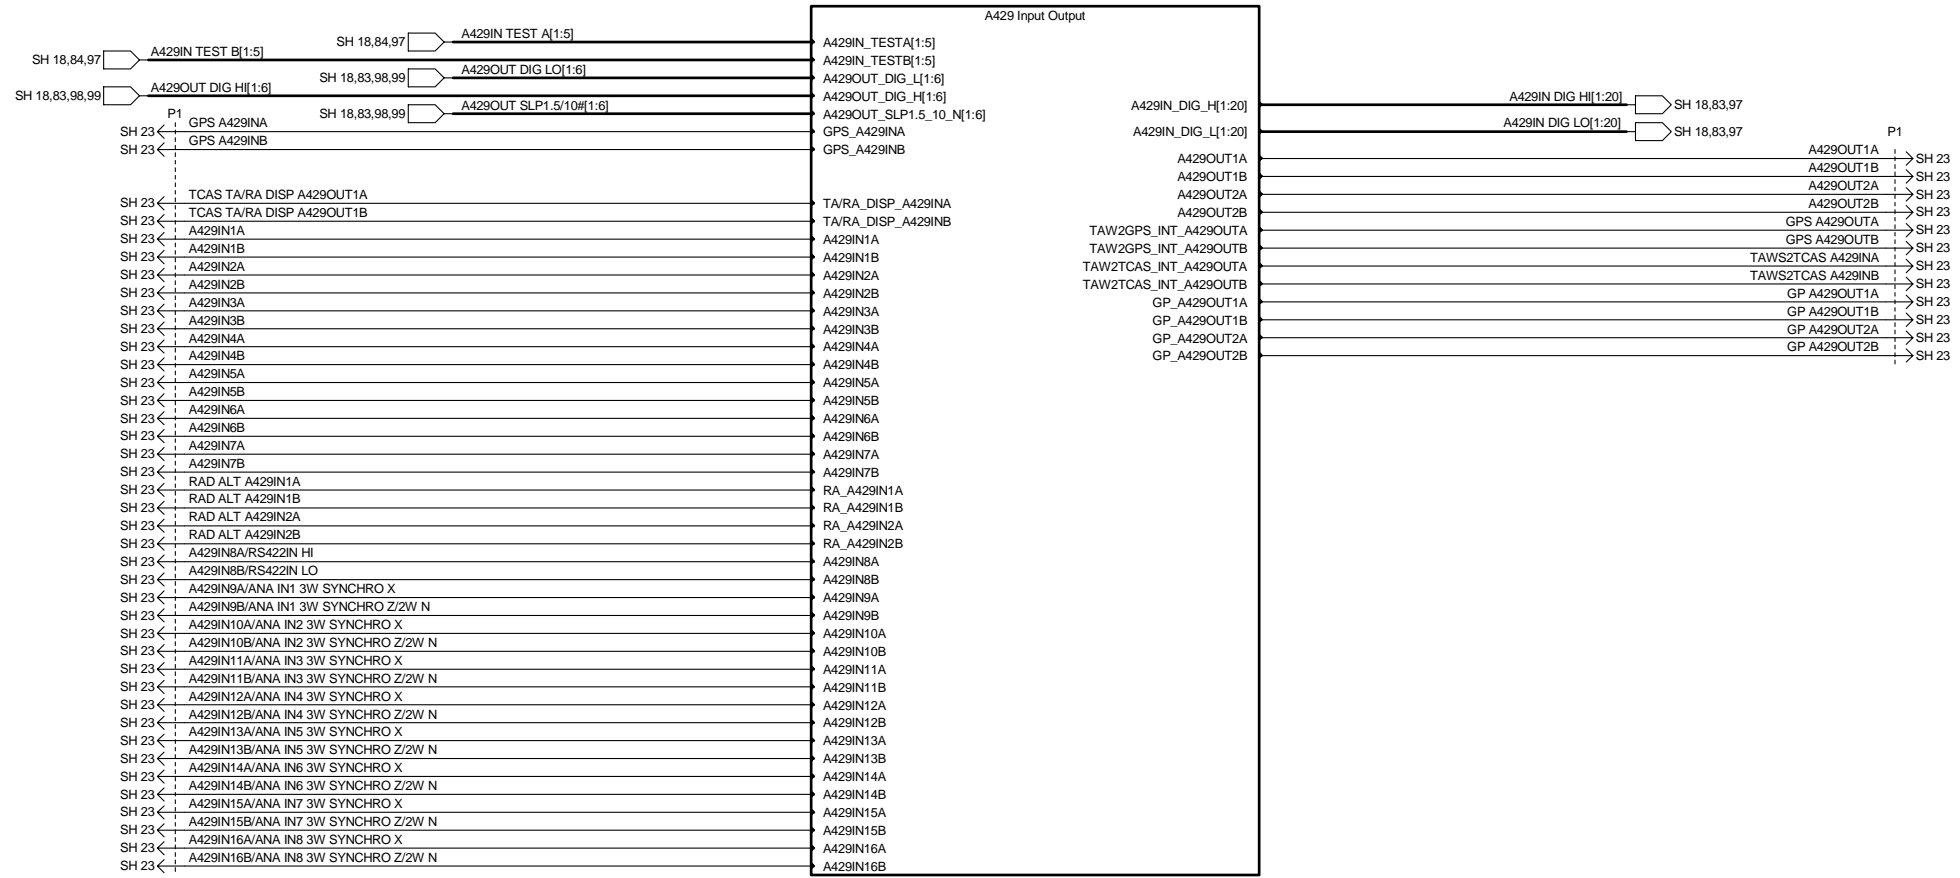 A429 Input Output
SH 18,84,97 A429IN TEST A[1:5] A429IN_TESTA[1:5]
SH 18,84,97 A429IN TEST B[1:5] A429IN_TESTB[1:5]
SH 18,83,98,99 A429OUT DIG LO[1:6] A429OUT_DIG_L[1:6]
SH 18,83,98,99 A429OUT DIG HI[1:6] A429OUT_DIG_H[1:6]
SH 18,83,98,99 A429OUT SLP1.5/10#[1:6] A429OUT_SLP1.5_10_N[1:6]
P1
SH 23 GPS A429INA GPS_A429INA
SH 23 GPS A429INB GPS_A429INB
SH 23 TCAS TA/RA DISP A429OUT1A TA/RA_DISP_A429INA
SH 23 TCAS TA/RA DISP A429OUT1B TA/RA_DISP_A429INB
SH 23 A429IN1A A429IN1A
SH 23 A429IN1B A429IN1B
SH 23 A429IN2A A429IN2A
SH 23 A429IN2B A429IN2B
SH 23 A429IN3A A429IN3A
SH 23 A429IN3B A429IN3B
SH 23 A429IN4A A429IN4A
SH 23 A429IN4B A429IN4B
SH 23 A429IN5A A429IN5A
SH 23 A429IN5B A429IN5B
SH 23 A429IN6A A429IN6A
SH 23 A429IN6B A429IN6B
SH 23 A429IN7A A429IN7A
SH 23 A429IN7B A429IN7B
SH 23 RAD ALT A429IN1A RA_A429IN1A
SH 23 RAD ALT A429IN1B RA_A429IN1B
SH 23 RAD ALT A429IN2A RA_A429IN2A
SH 23 RAD ALT A429IN2B RA_A429IN2B
SH 23 A429IN8A/RS422IN HI A429IN8A
SH 23 A429IN8B/RS422IN LO A429IN8B
SH 23 A429IN9A/ANA IN1 3W SYNCHRO X A429IN9A
SH 23 A429IN9B/ANA IN1 3W SYNCHRO Z/2W N A429IN9B
SH 23 A429IN10A/ANA IN2 3W SYNCHRO X A429IN10A
SH 23 A429IN10B/ANA IN2 3W SYNCHRO Z/2W N A429IN10B
SH 23 A429IN11A/ANA IN3 3W SYNCHRO X A429IN11A
SH 23 A429IN11B/ANA IN3 3W SYNCHRO Z/2W N A429IN11B
SH 23 A429IN12A/ANA IN4 3W SYNCHRO X A429IN12A
SH 23 A429IN12B/ANA IN4 3W SYNCHRO Z/2W N A429IN12B
SH 23 A429IN13A/ANA IN5 3W SYNCHRO X A429IN13A
SH 23 A429IN13B/ANA IN5 3W SYNCHRO Z/2W N A429IN13B
SH 23 A429IN14A/ANA IN6 3W SYNCHRO X A429IN14A
SH 23 A429IN14B/ANA IN6 3W SYNCHRO Z/2W N A429IN14B
SH 23 A429IN15A/ANA IN7 3W SYNCHRO X A429IN15A
SH 23 A429IN15B/ANA IN7 3W SYNCHRO Z/2W N A429IN15B
SH 23 A429IN16A/ANA IN8 3W SYNCHRO X A429IN16A
SH 23 A429IN16B/ANA IN8 3W SYNCHRO Z/2W N A429IN16B
A429IN_DIG_H[1:20] A429IN DIG HI[1:20] SH 18,83,97
A429IN_DIG_L[1:20] A429IN DIG LO[1:20] SH 18,83,97
P1
A429OUT1A A429OUT1A SH 23
A429OUT1B A429OUT1B SH 23
A429OUT2A A429OUT2A SH 23
A429OUT2B A429OUT2B SH 23
TAW2GPS_INT_A429OUTA GPS A429OUTA SH 23
TAW2GPS_INT_A429OUTB GPS A429OUTB SH 23
TAW2TCAS_INT_A429OUTA TAWS2TCAS A429INA SH 23
TAW2TCAS_INT_A429OUTB TAWS2TCAS A429INB SH 23
GP_A429OUT1A GP A429OUT1A SH 23
GP_A429OUT1B GP A429OUT1B SH 23
GP_A429OUT2A GP A429OUT2A SH 23
GP_A429OUT2B GP A429OUT2B SH 23